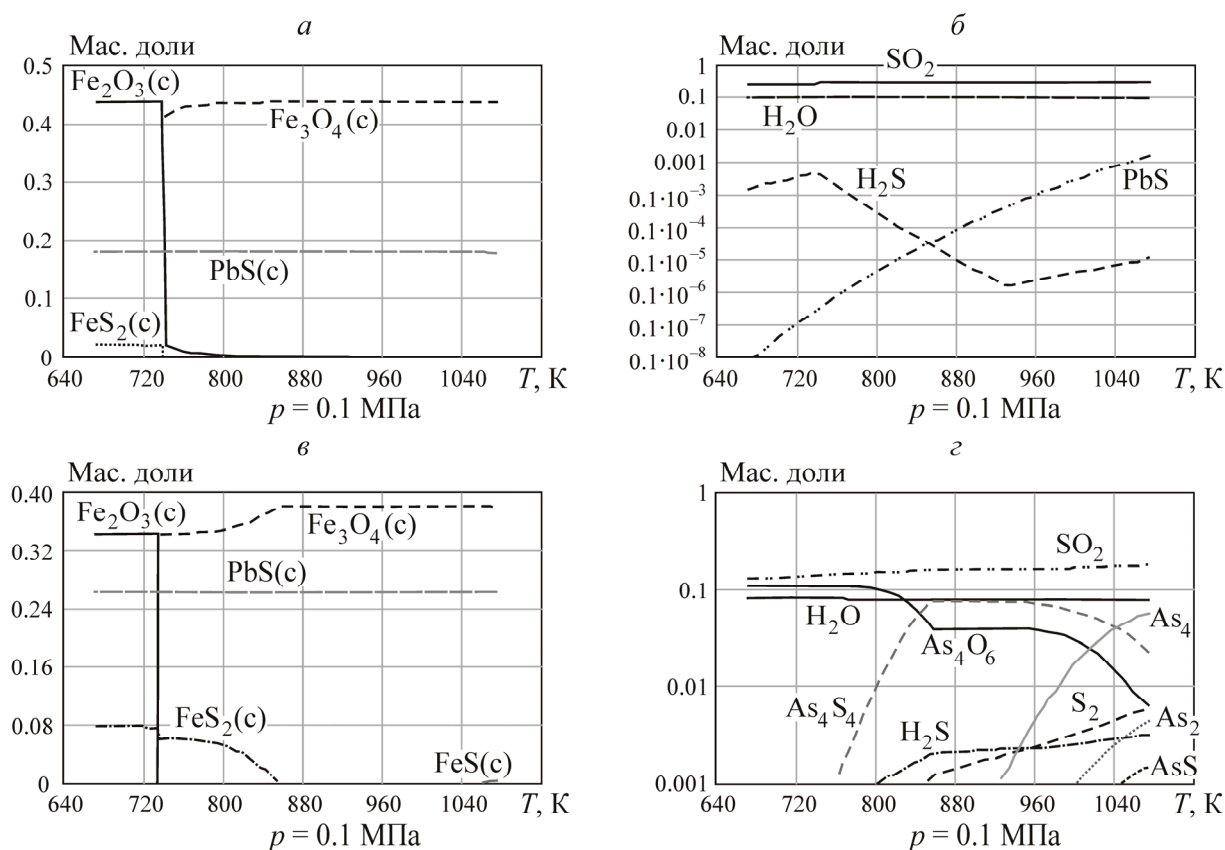 а
Мас. доли
0.5
Fe₂O₃(c)
0.4
Fe₃O₄(c)
0.3
0.2
PbS(c)
0.1
FeS₂(c)
0
640 720 800 880 960 1040 T, К
p = 0.1 МПа
б
Мас. доли
SO₂
1
0.1
H₂O
0.01
0.001
H₂S
PbS
0.1·10⁻³
0.1·10⁻⁴
0.1·10⁻⁵
0.1·10⁻⁶
0.1·10⁻⁷
0.1·10⁻⁸
640 720 800 880 960 1040 T, К
p = 0.1 МПа
в
Мас. доли
0.40
Fe₂O₃(c)
Fe₃O₄(c)
0.32
PbS(c)
0.24
0.16
FeS₂(c)
0.08
FeS(c)
0
640 720 800 880 960 1040 T, К
p = 0.1 МПа
г
Мас. доли
1
SO₂
0.1
H₂O
As₄O₆
As₄
0.01
As₄S₄
S₂
As₂
H₂S
AsS
0.001
640 720 800 880 960 1040 T, К
p = 0.1 МПа